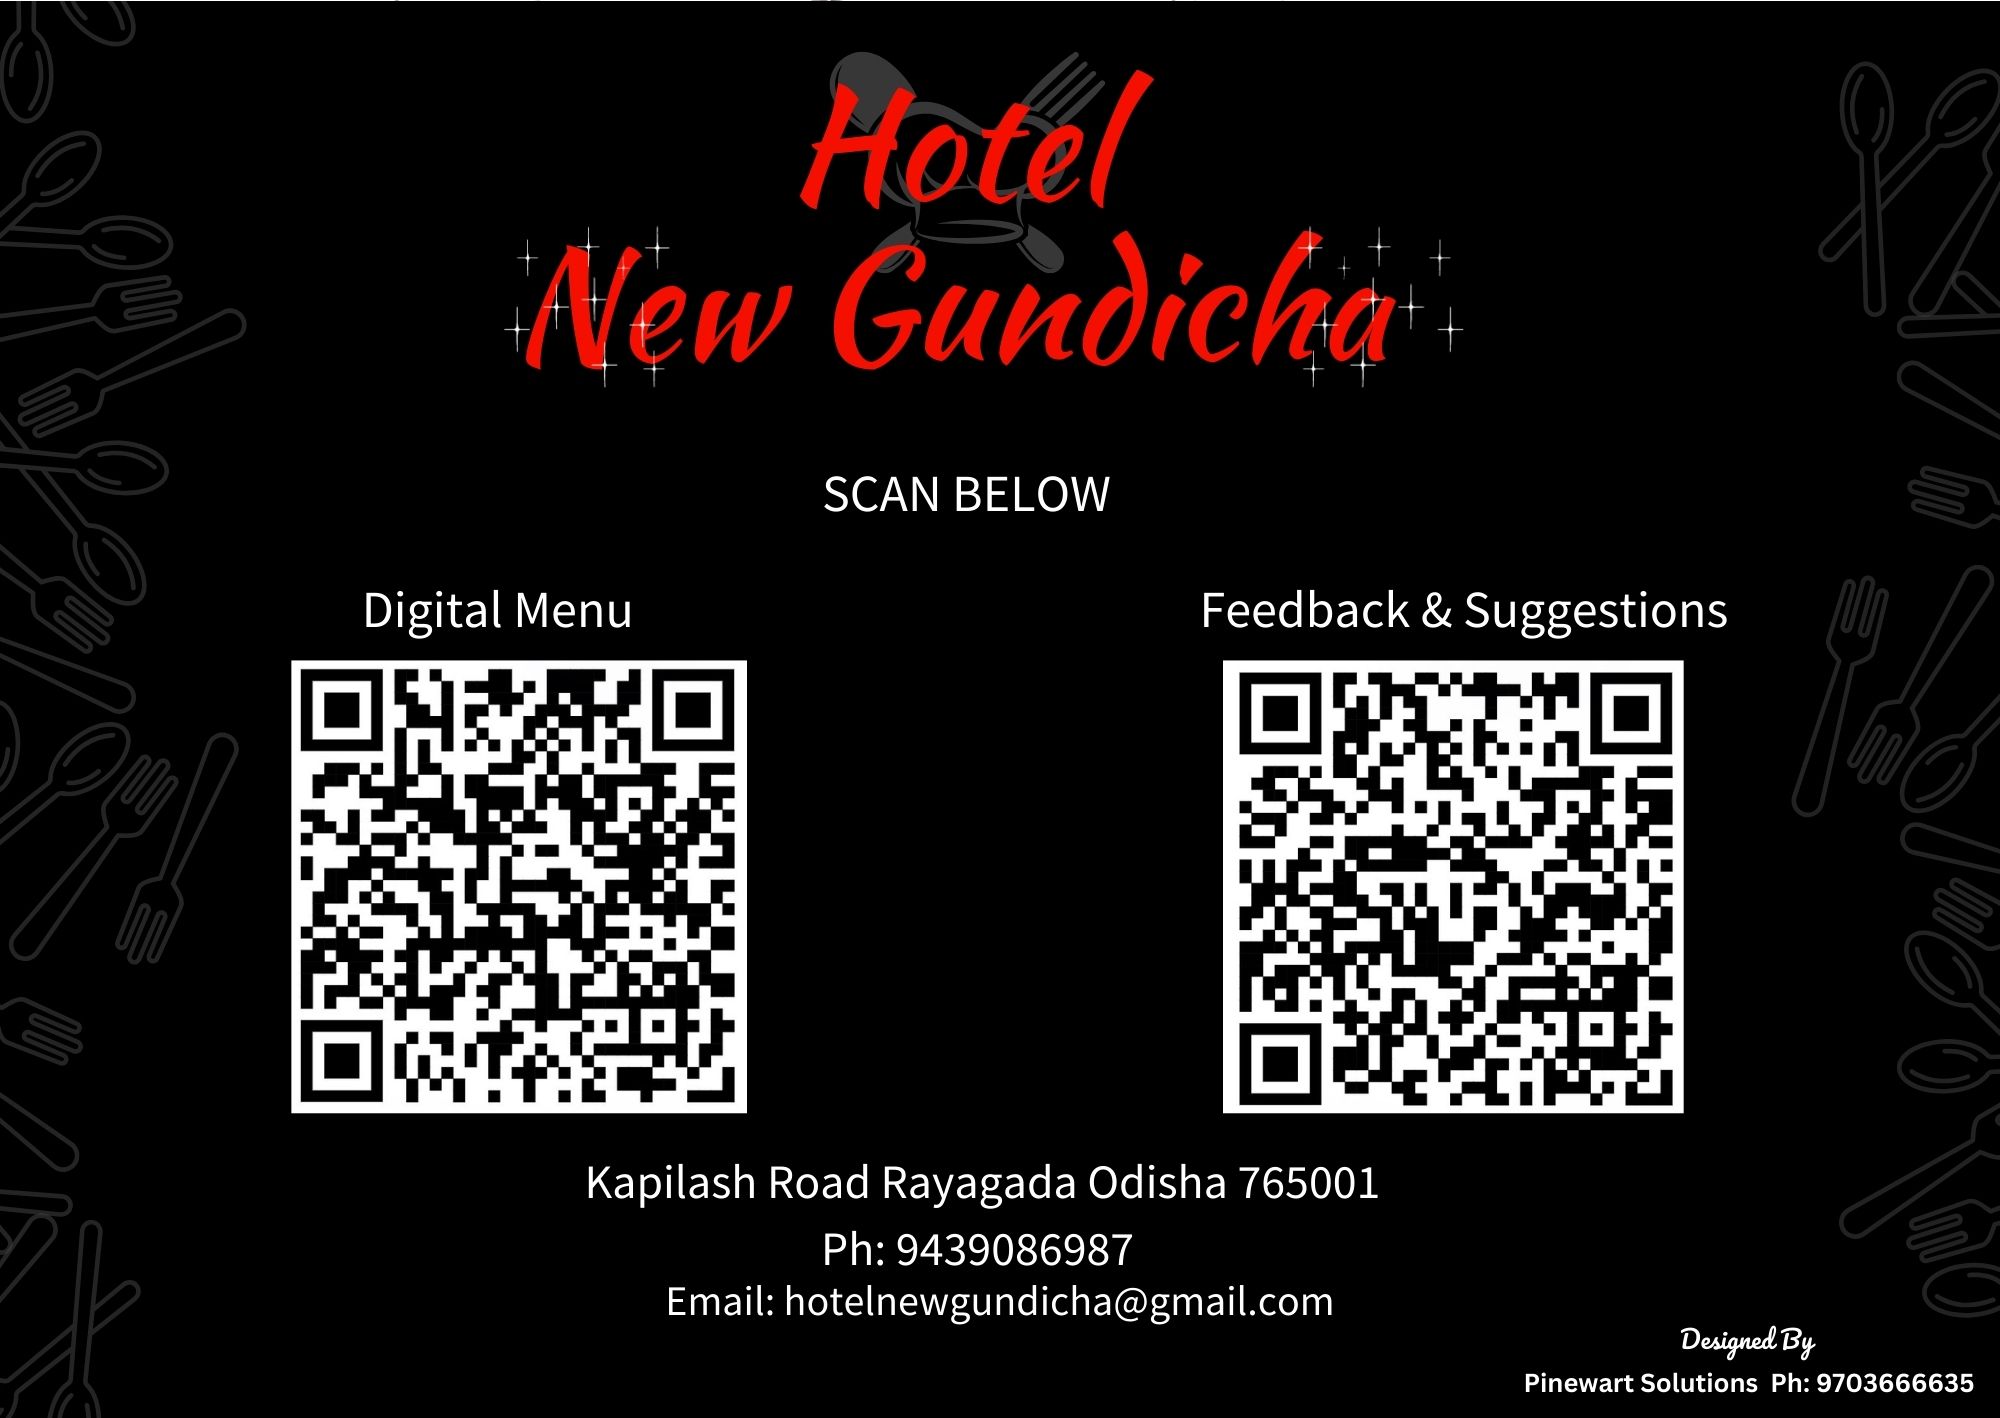 Hotel
New Gundicha
SCAN BELOW
Digital Menu
Feedback & Suggestions
Kapilash Road Rayagada Odisha 765001
Ph: 9439086987
Email: hotelnewgundicha@gmail.com
Designed By
Pinewart Solutions Ph: 9703666635